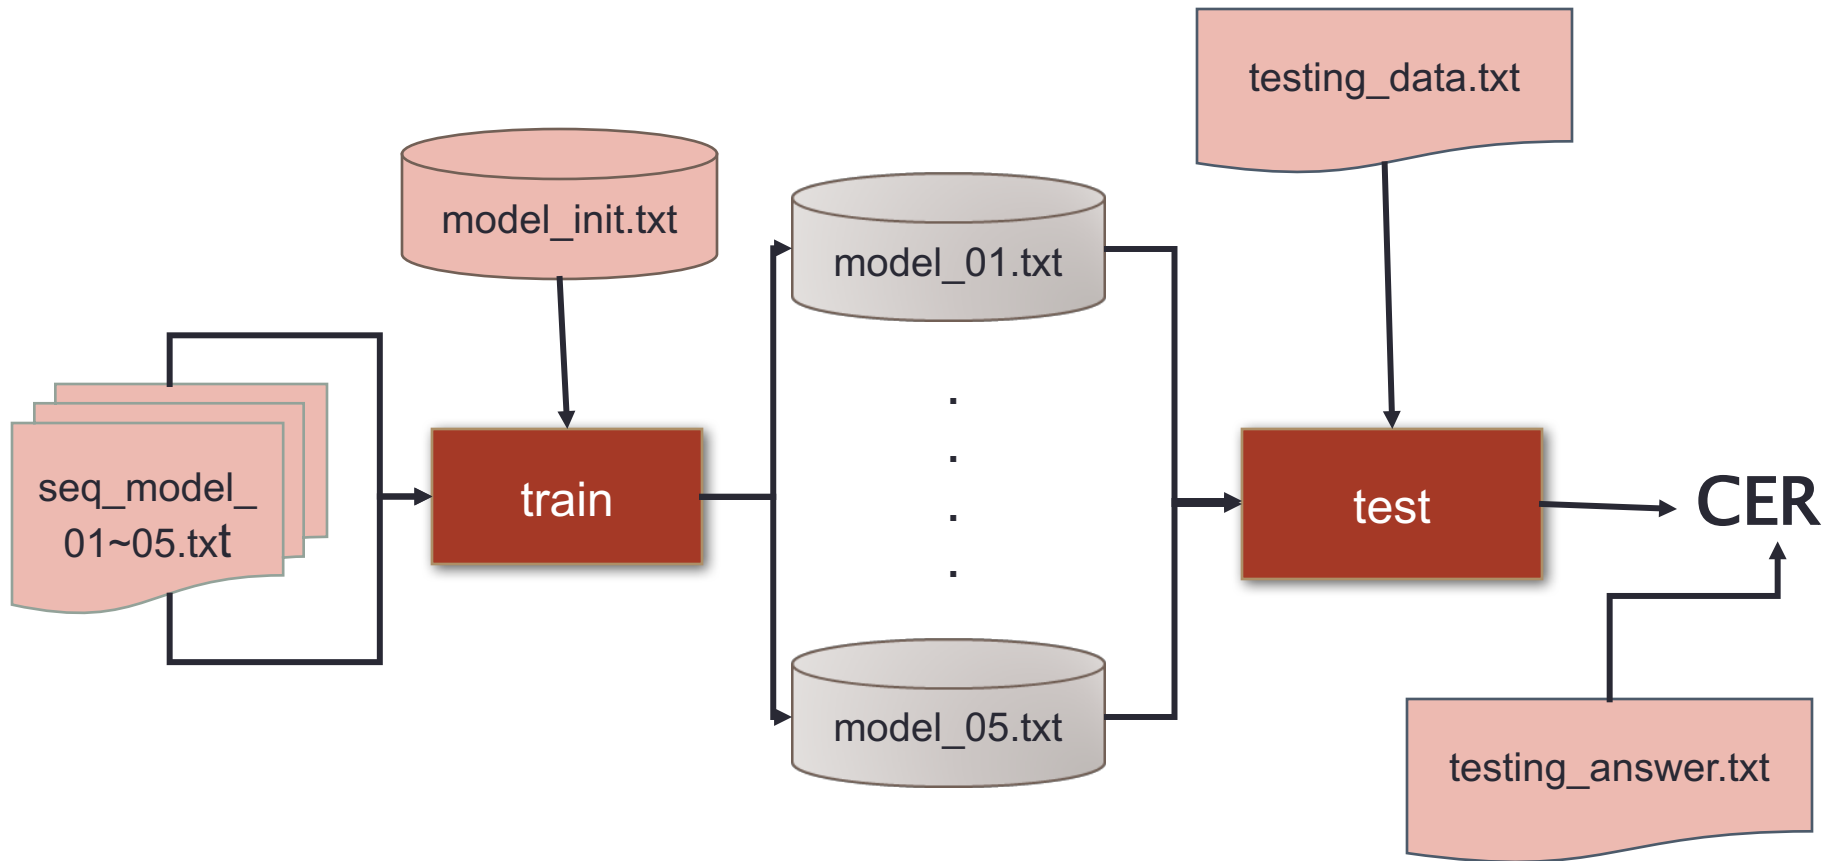 testing_data.txt
model_init.txt
model_01.txt
.
.
.
.
seq_model_
01~05.txt
train
test
CER
model_05.txt
testing_answer.txt